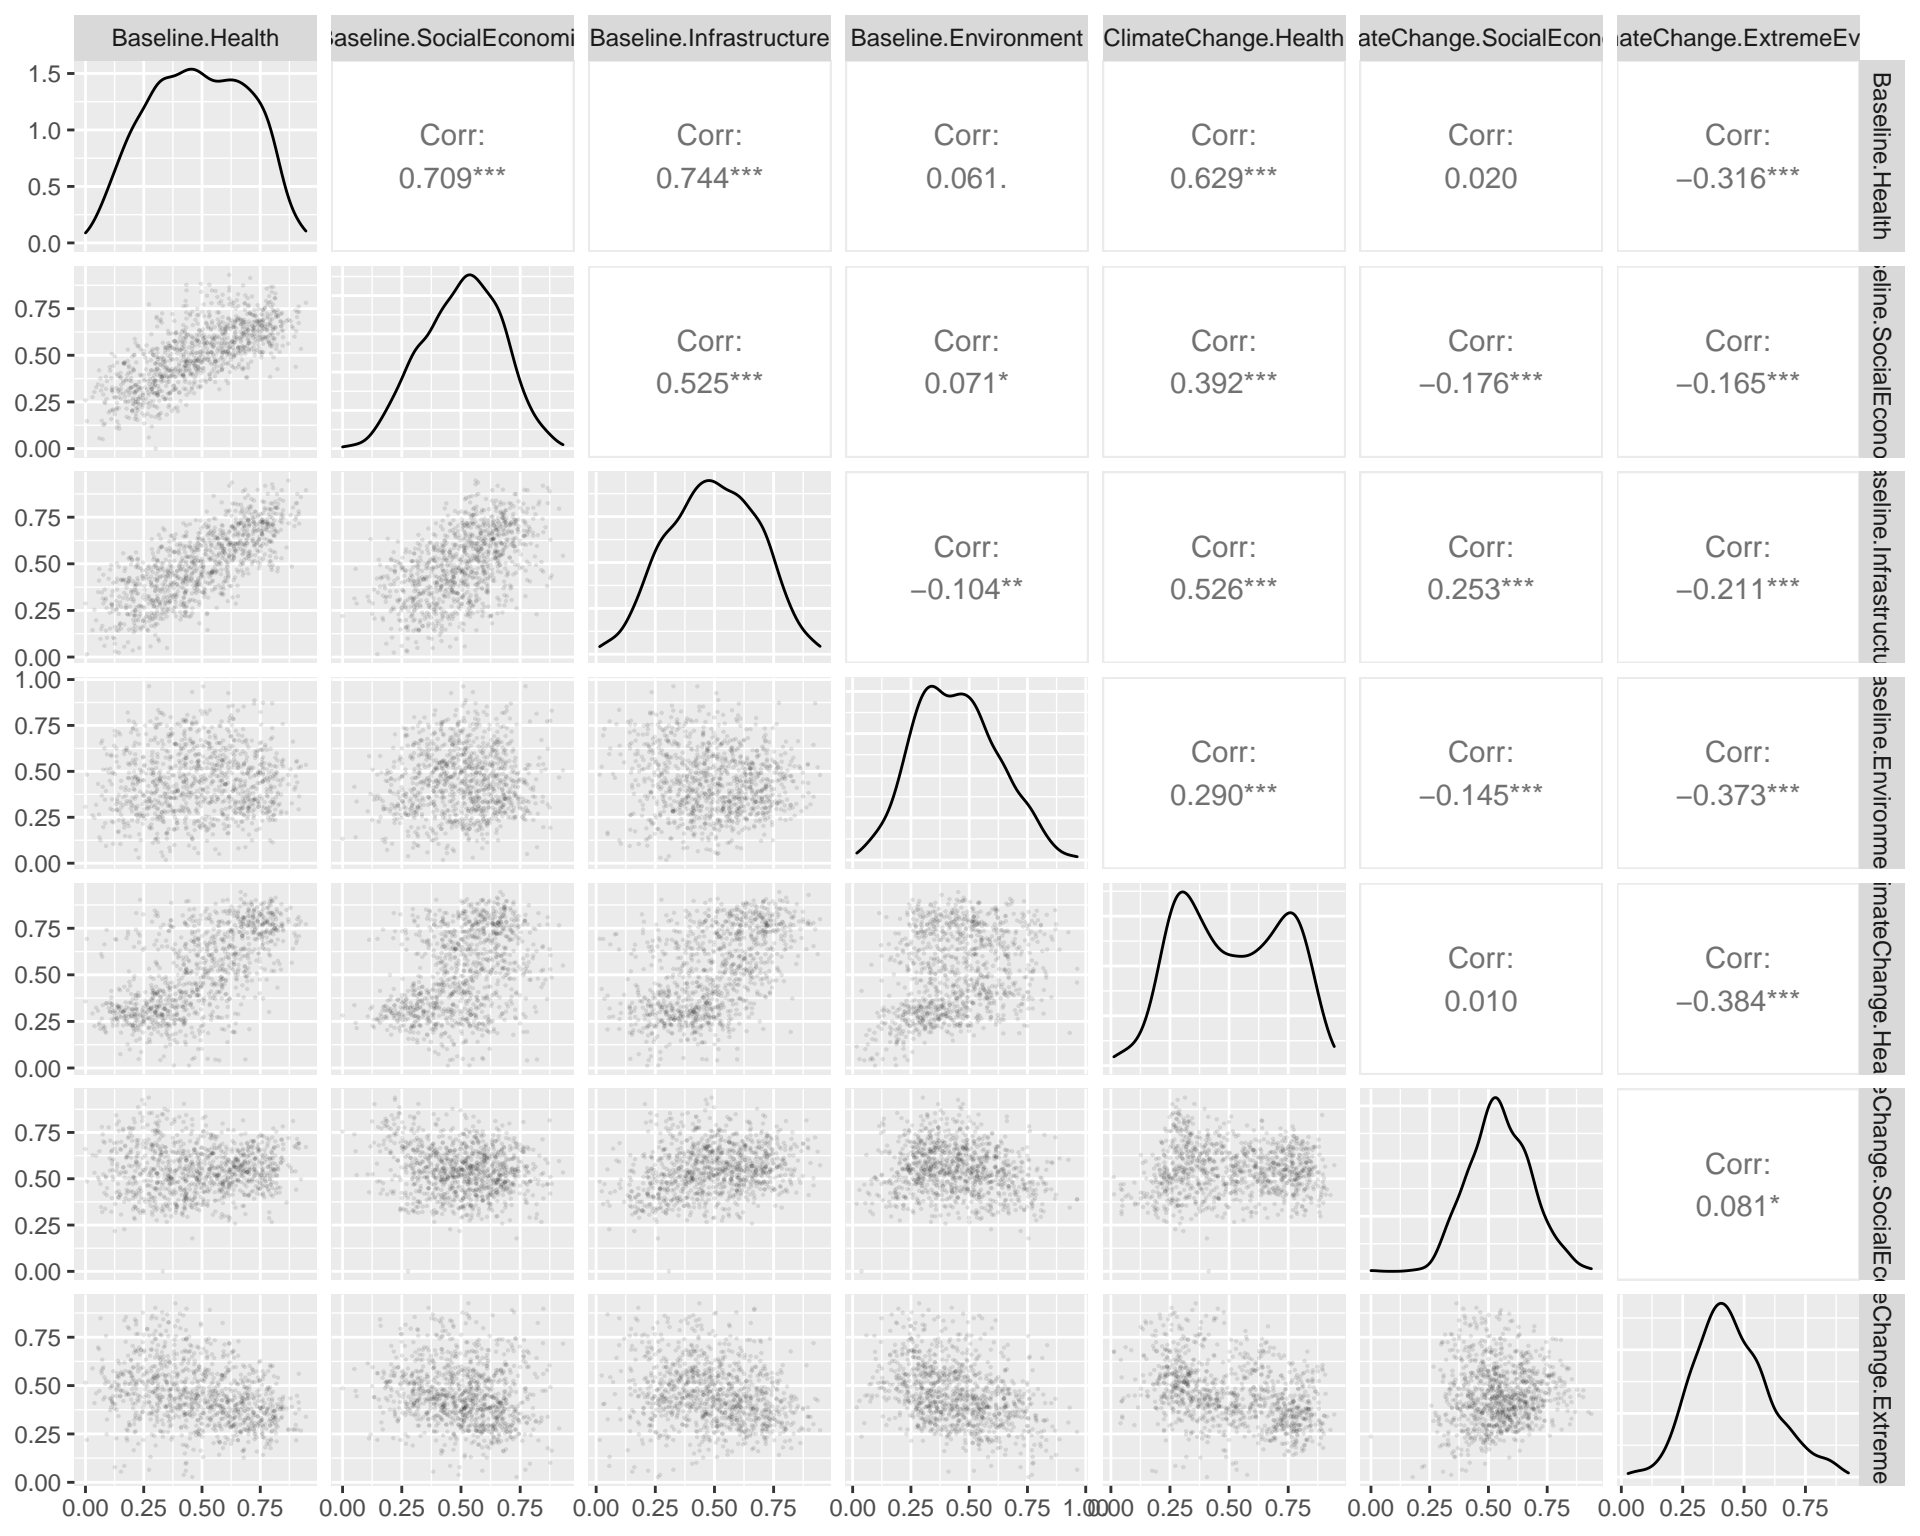 Baseline.Health Baseline.SocialEconomi Baseline.Infrastructure Baseline.Environment ClimateChange.Health ateChange.SocialEcon ateChange.ExtremeEv
1.5
1.0
0.5
0.0
Corr: Corr: Corr: Corr: Corr: Corr:
0.709*** 0.744*** 0.061. 0.629*** 0.020 −0.316***
Baseline.Health
0.75
0.50
0.25
0.00
Corr: Corr: Corr: Corr: Corr:
0.525*** 0.071* 0.392*** −0.176*** −0.165***
eline.SocialEcono
0.75
0.50
0.25
0.00
Corr: Corr: Corr: Corr:
−0.104** 0.526*** 0.253*** −0.211***
aseline.Infrastructu
1.00
0.75
0.50
0.25
0.00
Corr: Corr: Corr:
0.290*** −0.145*** −0.373***
aseline.Environme
0.75
0.50
0.25
0.00
Corr: Corr:
0.010 −0.384***
imateChange.Hea
0.75
0.50
0.25
0.00
Corr:
0.081*
eChange.SocialEco
0.75
0.50
0.25
0.00
eChange.Extreme
0.00 0.25 0.50 0.75 0.00 0.25 0.50 0.75 0.00 0.25 0.50 0.75 0.00 0.25 0.50 0.75 1.00 0.00 0.25 0.50 0.75 0.00 0.25 0.50 0.75 0.00 0.25 0.50 0.75